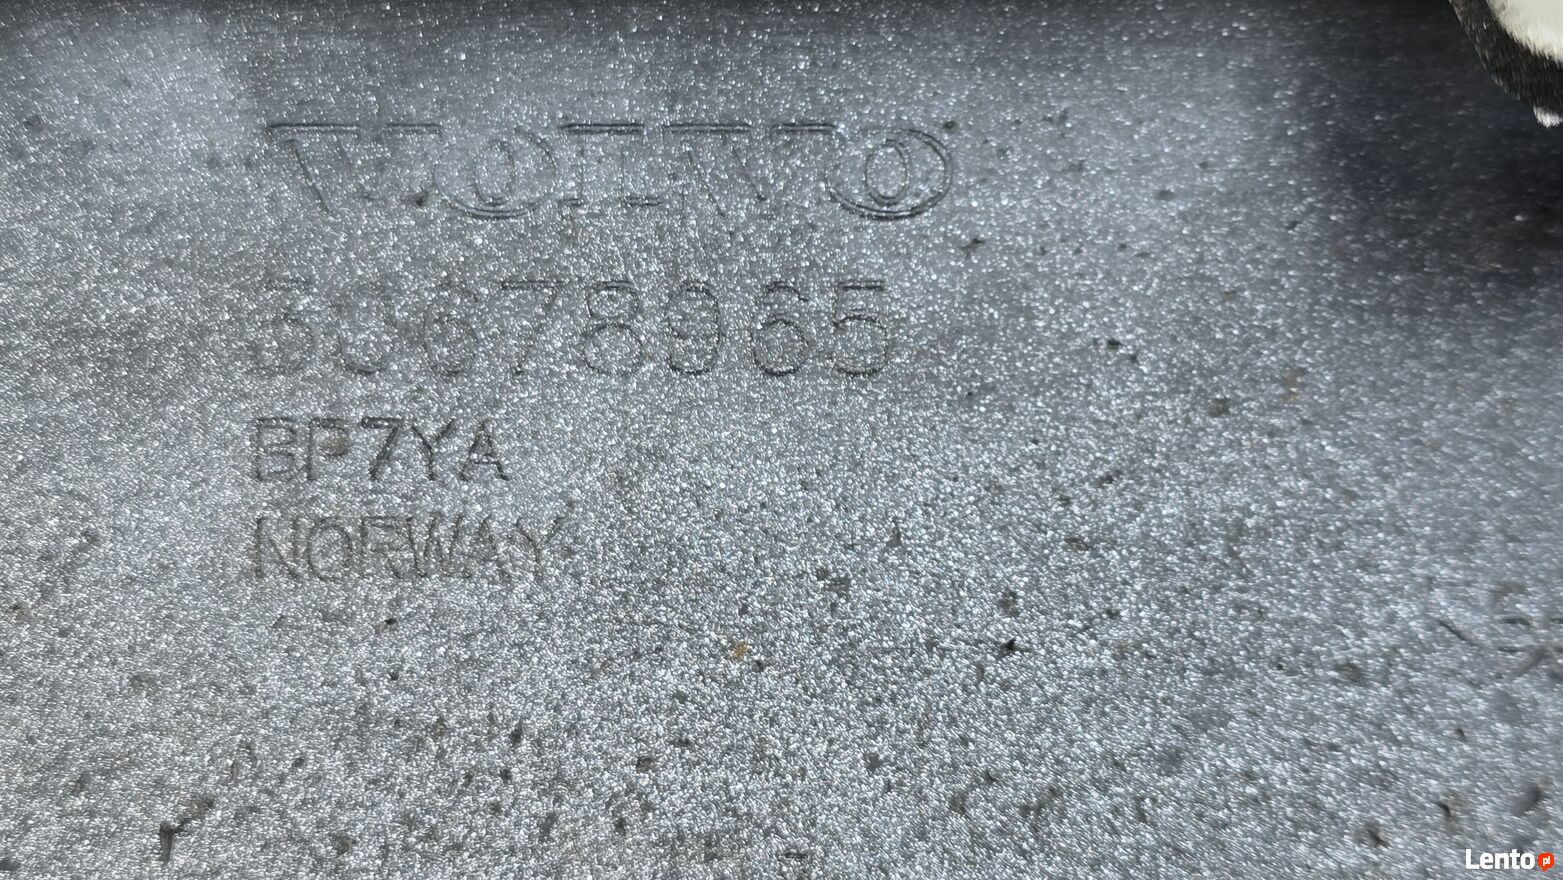 VOLVO
30678965
BP7YA
NORWAY
Lento.pl